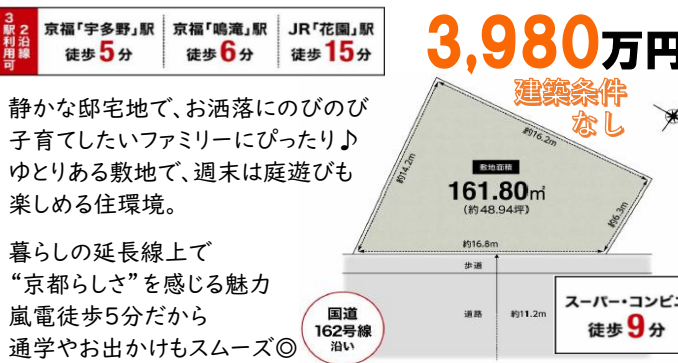 3駅利用可
2沿線
京福「宇多野」駅
徒歩5分
京福「鳴滝」駅
徒歩6分
JR「花園」駅
徒歩15分
3,980万円
建築条件
なし
静かな邸宅地で、お洒落にのびのび
子育てしたいファミリーにぴったり♪
ゆとりある敷地で、週末は庭遊びも
楽しめる住環境。
暮らしの延長線上で
“京都らしさ”を感じる魅力
嵐電徒歩5分だから
通学やお出かけもスムーズ◎
約16.2m
約14.2m
敷地面積
161.80㎡
(約48.94坪)
約6.3m
約16.8m
歩道
道路
約11.2m
国道
162号線
沿い
スーパー・コンビニ
徒歩9分